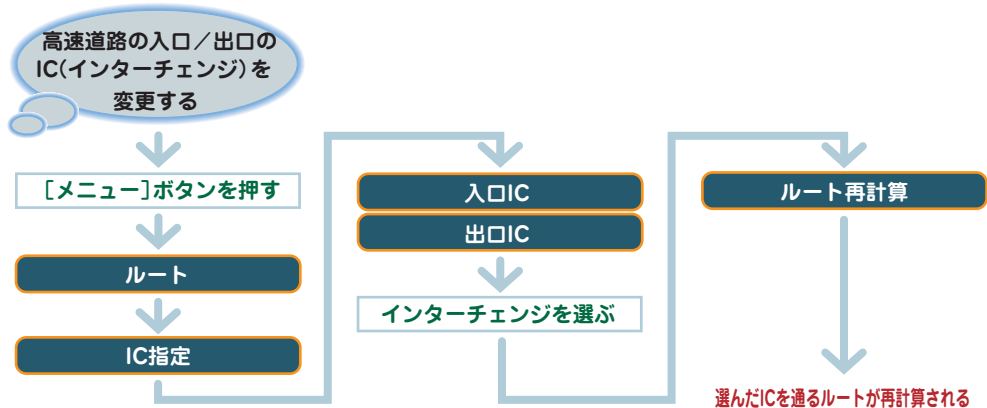 高速道路の入口／出口の
IC(インターチェンジ)を
変更する
［メニュー］ボタンを押す
ルート
IC指定
入口IC
出口IC
インターチェンジを選ぶ
ルート再計算
選んだICを通るルートが再計算される